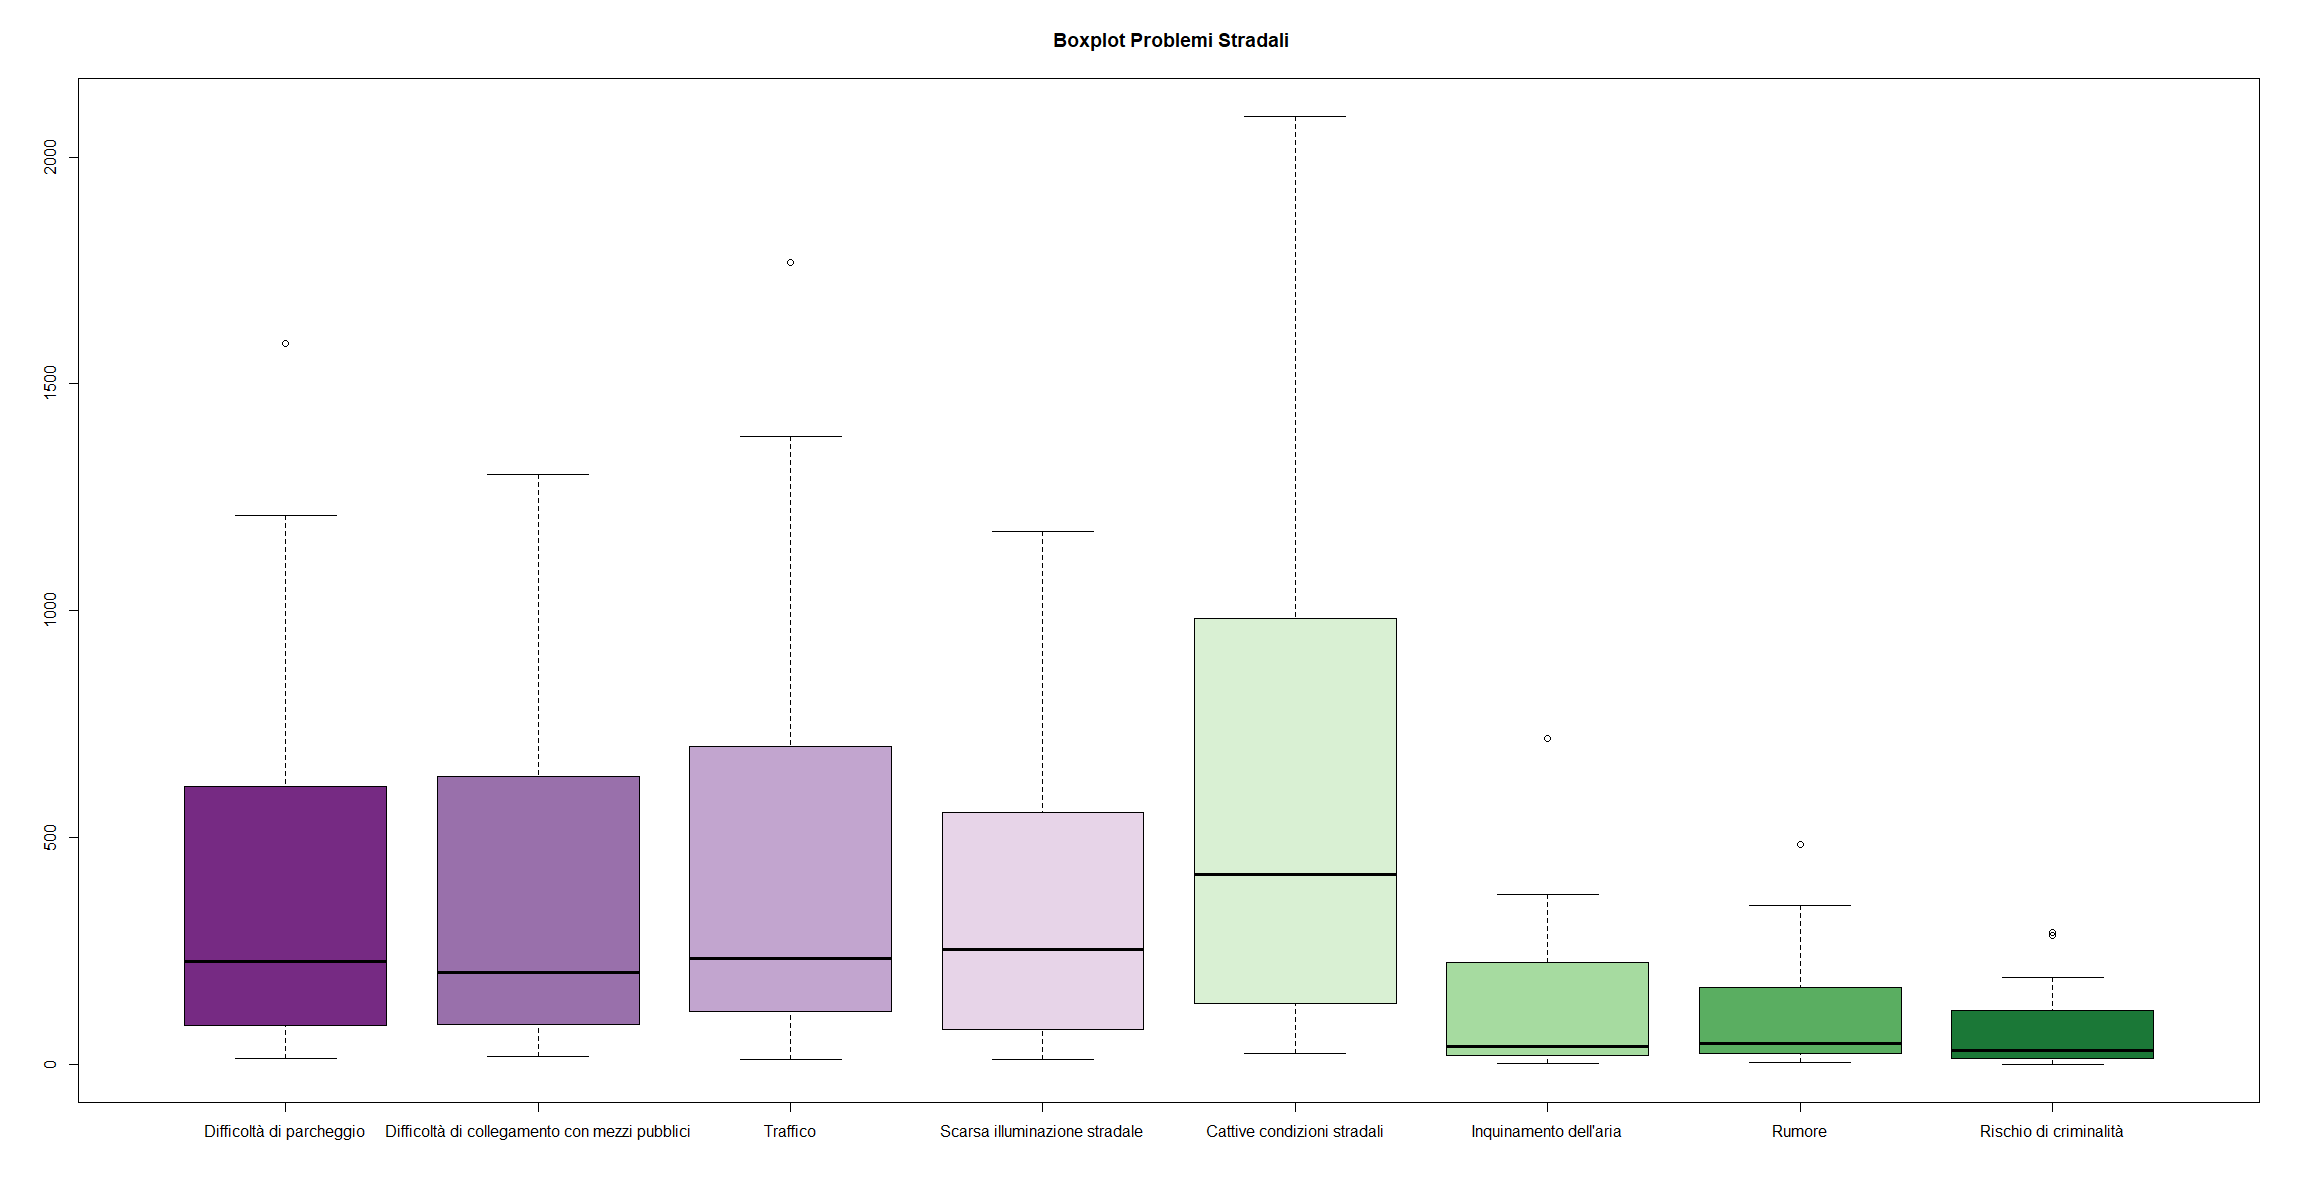 Boxplot Problemi Stradali
2000
1500
1000
500
0
Difficoltà di parcheggio
Difficoltà di collegamento con mezzi pubblici
Traffico
Scarsa illuminazione stradale
Cattive condizioni stradali
Inquinamento dell'aria
Rumore
Rischio di criminalità